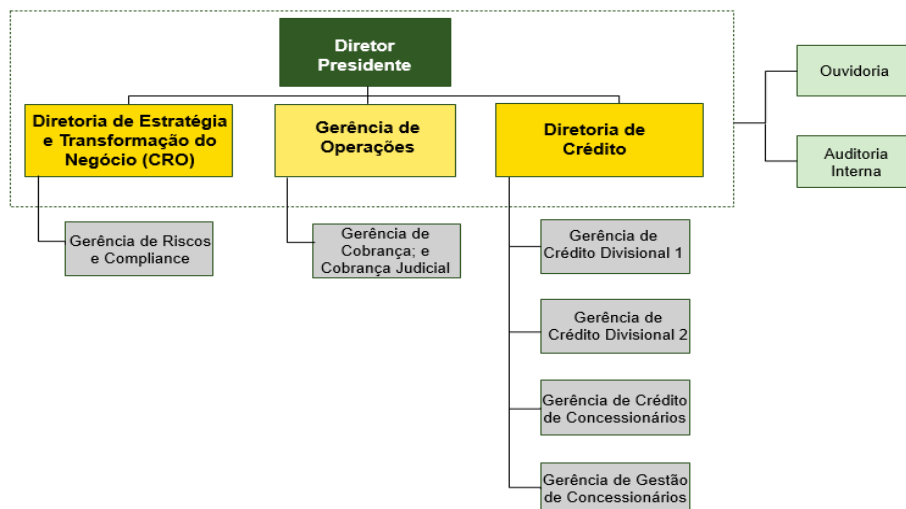 Diretor
Presidente
Ouvidoria
Diretoria de Estratégia
e Transformação do
Negócio (CRO)
Gerência de
Operações
Diretoria de
Crédito
Auditoria
Interna
Gerência de Riscos
e Compliance
Gerência de
Cobrança; e
Cobrança Judicial
Gerência de
Crédito Divisional 1
Gerência de
Crédito Divisional 2
Gerência de Crédito
de Concessionários
Gerência de Gestão
de Concessionários